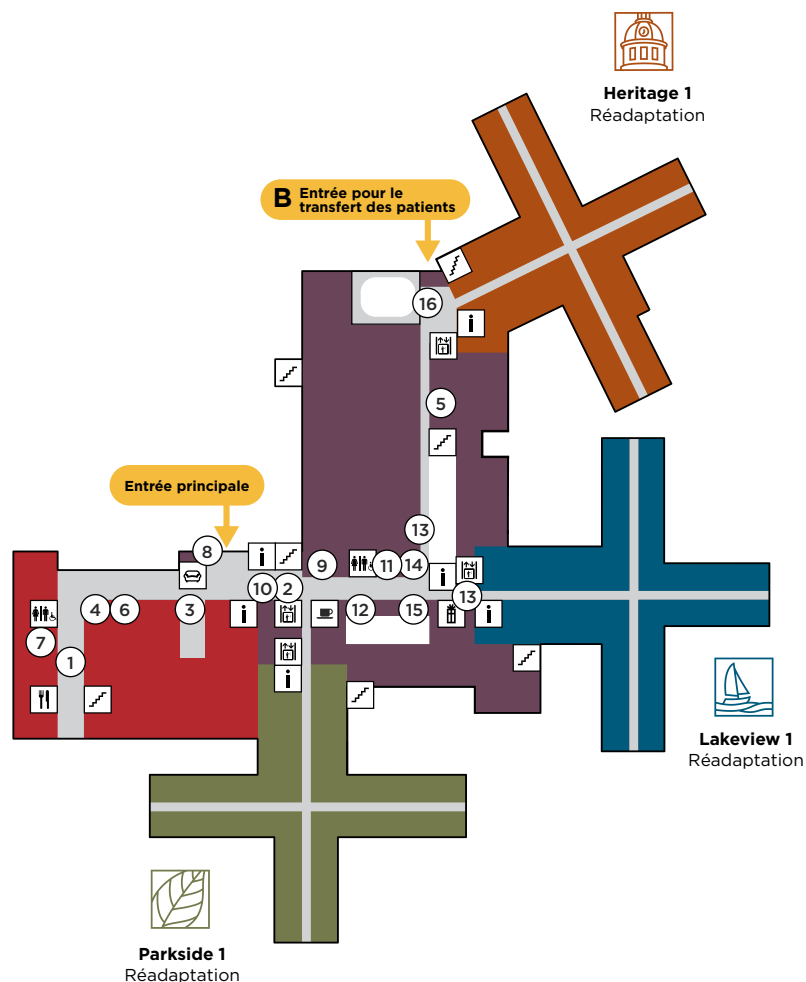 Heritage 1
Réadaptation
B Entrée pour le
transfert des patients
16
5
Entrée principale
13
8
9
11
14
10
2
13
4
6
3
12
15
7
1
Lakeview 1
Réadaptation
Parkside 1
Réadaptation